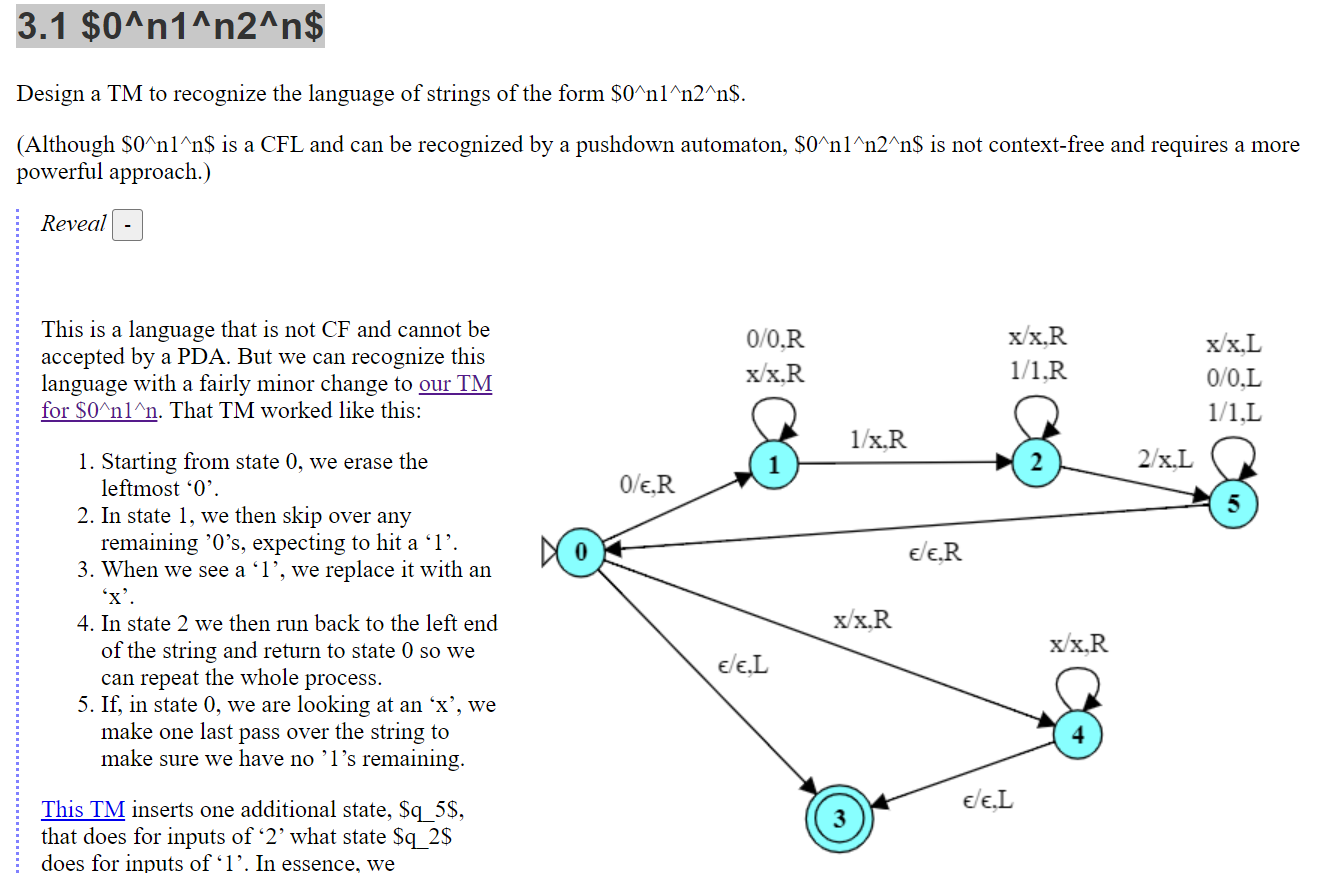 3.1 $0^n1^n2^n$
Design a TM to recognize the language of strings of the form $0^n1^n2^n$.
(Although $0^n1^n$ is a CFL and can be recognized by a pushdown automaton, $0^n1^n2^n$ is not context-free and requires a more
powerful approach.)
Reveal -
This is a language that is not CF and cannot be
accepted by a PDA. But we can recognize this
language with a fairly minor change to our TM
for $0^n1^n. That TM worked like this:
1. Starting from state 0, we erase the
leftmost ‘0’.
2. In state 1, we then skip over any
remaining ’0’s, expecting to hit a ‘1’.
3. When we see a ‘1’, we replace it with an
‘x’.
4. In state 2 we then run back to the left end
of the string and return to state 0 so we
can repeat the whole process.
5. If, in state 0, we are looking at an ‘x’, we
make one last pass over the string to
make sure we have no ’1’s remaining.
This TM inserts one additional state, $q_5$,
that does for inputs of ‘2’ what state $q_2$
does for inputs of ‘1’. In essence, we
0/0,R
x/x,R
x/x,R
1/1,R
x/x,L
0/0,L
1/1,L
1/x,R
2/x,L
0/ϵ,R
1
2
5
0
ϵ/ϵ,R
x/x,R
ϵ/ϵ,L
x/x,R
4
ϵ/ϵ,L
3